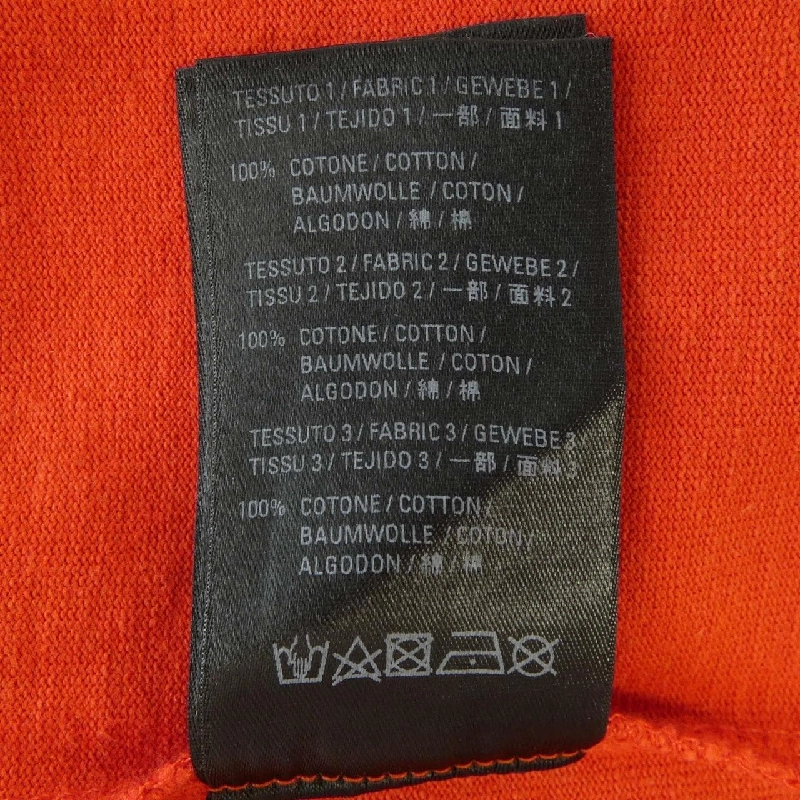 TESSUTO 1 / FABRIC 1 / GEWEBE 1 /
TISSU 1 / TEJIDO 1 / 一部 / 面料 1
100% COTONE / COTTON /
BAUMWOLLE / COTON /
ALGODON / 綿 / 棉
TESSUTO 2 / FABRIC 2 / GEWEBE 2 /
TISSU 2 / TEJIDO 2 / 一部 / 面料 2
100% COTONE / COTTON /
BAUMWOLLE / COTON /
ALGODON / 綿 / 棉
TESSUTO 3 / FABRIC 3 / GEWEBE 3
TISSU 3 / TEJIDO 3 / 一部 / 面料 3
100% COTONE / COTTON /
BAUMWOLLE / COTON /
ALGODON / 綿 / 棉